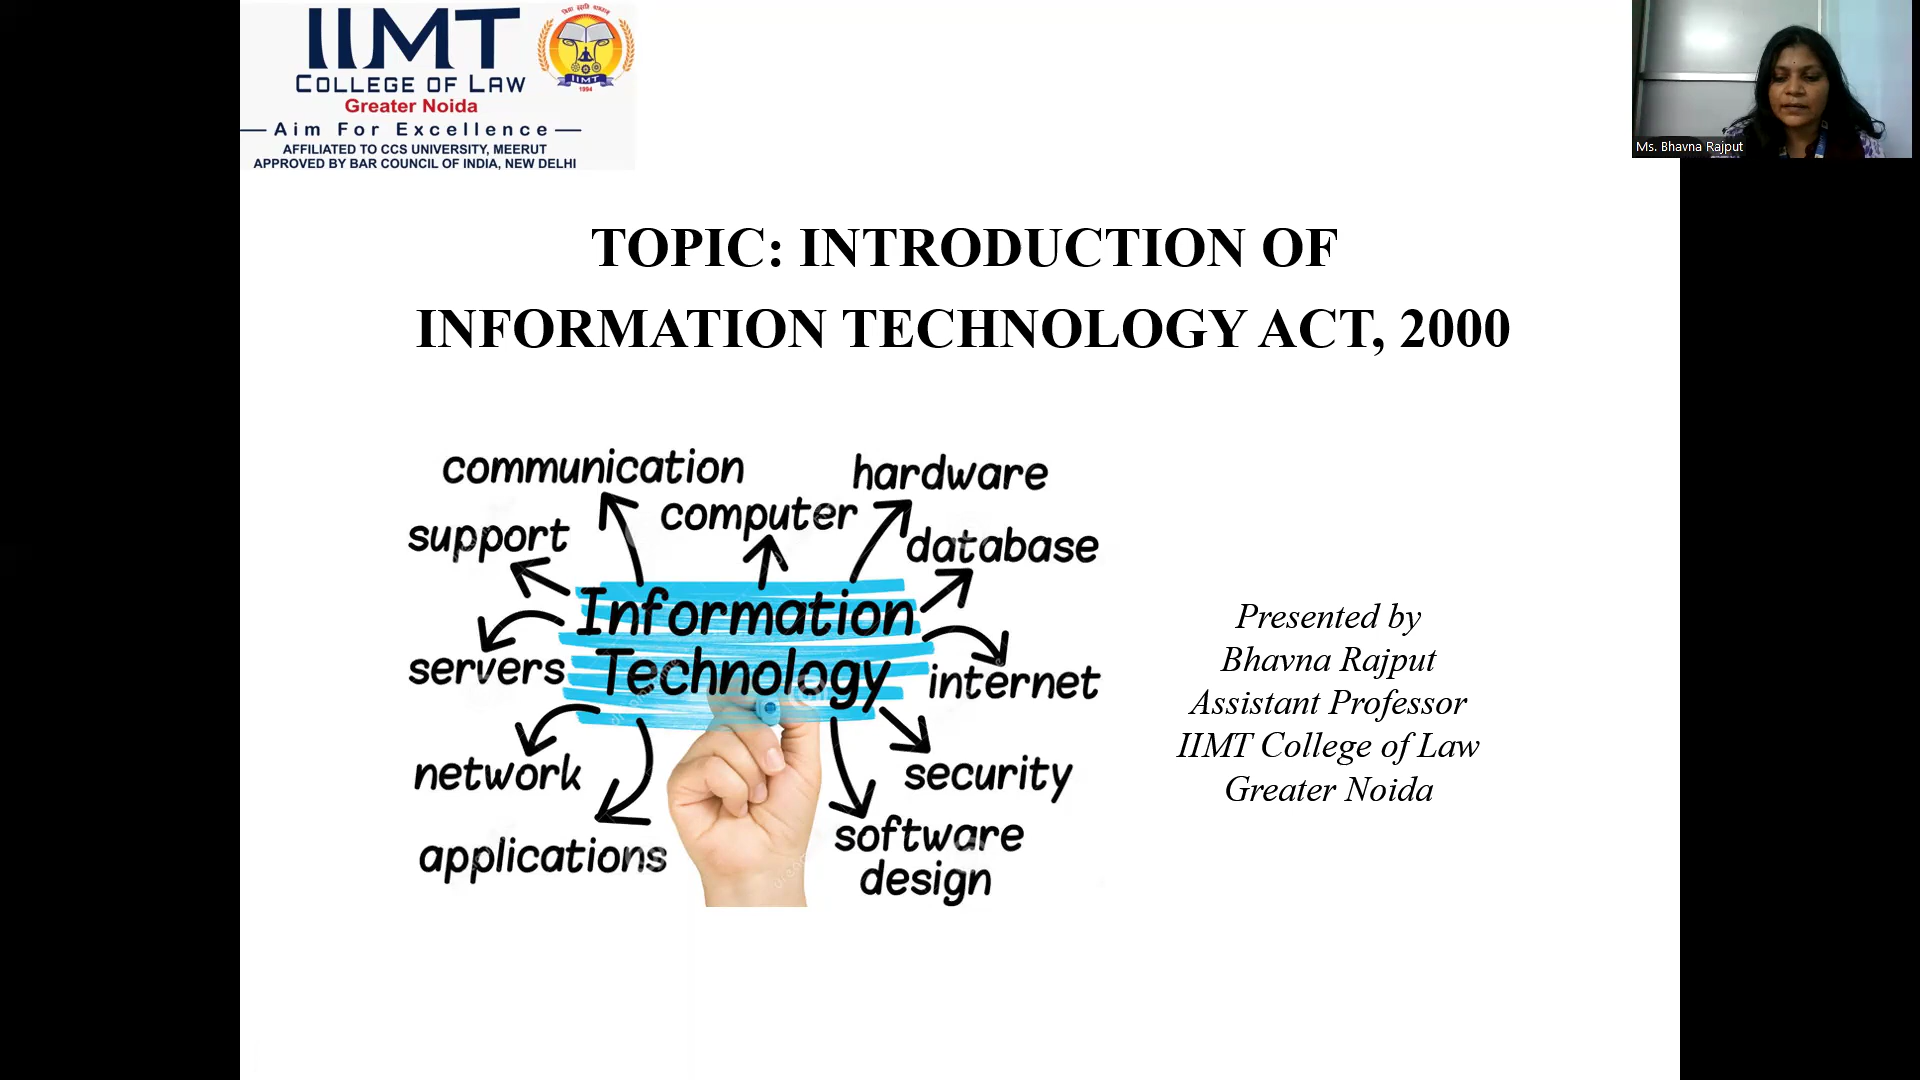 IIMT
COLLEGE OF LAW
Greater Noida
Aim For Excellence
AFFILIATED TO CCS UNIVERSITY, MEERUT
APPROVED BY BAR COUNCIL OF INDIA, NEW DELHI
IIMT
1994
Ms. Bhavna Rajput
TOPIC: INTRODUCTION OF
INFORMATION TECHNOLOGY ACT, 2000
communication
hardware
computer
support
database
Information
Technology
servers
internet
network
security
applications
software
design
Presented by
Bhavna Rajput
Assistant Professor
IIMT College of Law
Greater Noida